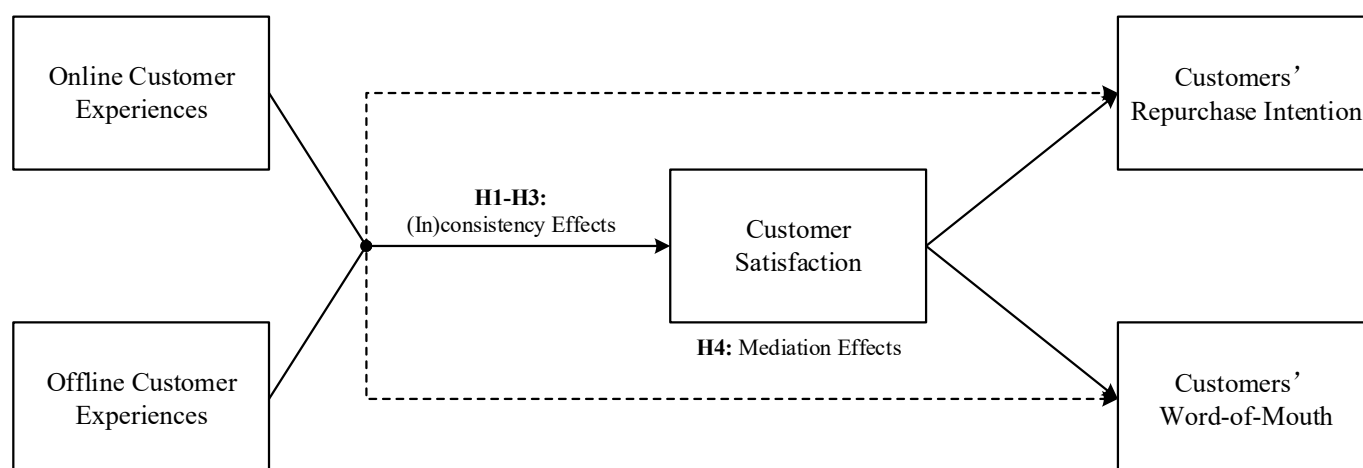 Online Customer
Experiences
Customers’
Repurchase Intention
H1-H3:
(In)consistency Effects
Customer
Satisfaction
H4: Mediation Effects
Offline Customer
Experiences
Customers’
Word-of-Mouth